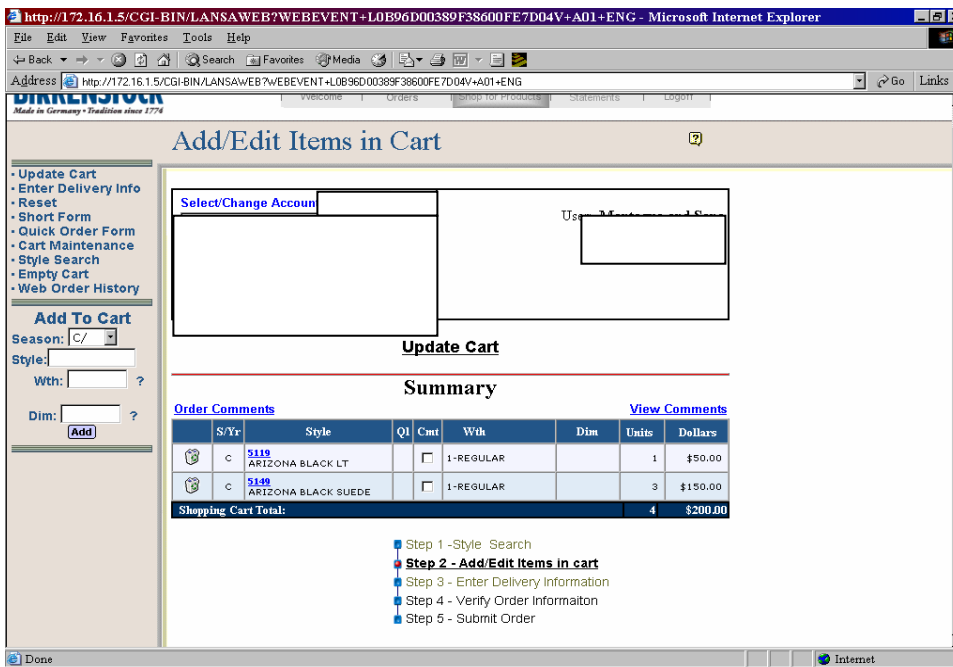 http://172.16.1.5/CGI-BIN/LANSAWEB?WEBEVENT+L0B96D00389F38600FE7D04V+A01+ENG - Microsoft Internet Explorer
File Edit View Favorites Tools Help
Back Search Favorites Media
Address http://172.16.1.5/CGI-BIN/LANSAWEB?WEBEVENT+L0B96D00389F38600FE7D04V+A01+ENG Go Links
BIRKENSTOCK Welcome Orders Shop for Products Statements Logoff
Made in Germany • Tradition since 1774
Add/Edit Items in Cart ?
Update Cart
Enter Delivery Info
Reset
Short Form
Quick Order Form
Cart Maintenance
Style Search
Empty Cart
Web Order History
Add To Cart
Season: C/
Style:
Wth: ?
Dim: ?
Add
Select/Change Accoun
Update Cart
Summary
Order Comments View Comments
S/Yr Style Ql Cmt Wth Dim Units Dollars
C 5119 1-REGULAR 1 $50.00
ARIZONA BLACK LT
C 5149 1-REGULAR 3 $150.00
ARIZONA BLACK SUEDE
Shopping Cart Total: 4 $200.00
Step 1 -Style Search
Step 2 - Add/Edit Items in cart
Step 3 - Enter Delivery Information
Step 4 - Verify Order Informaiton
Step 5 - Submit Order
Done Internet